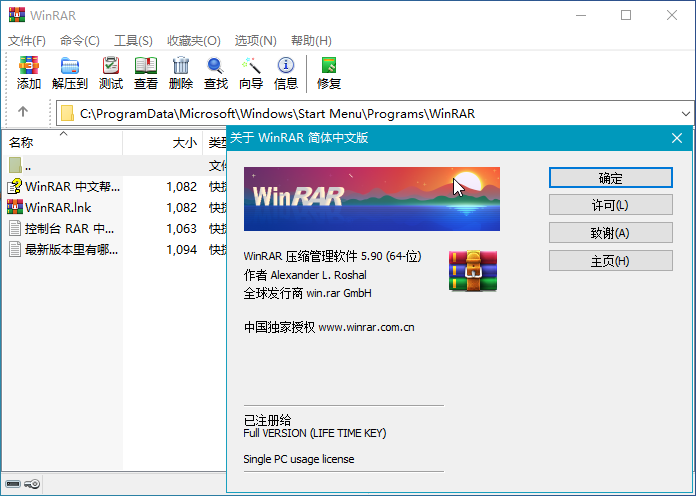 WinRAR
文件(F) 命令(C) 工具(S) 收藏夹(O) 选项(N) 帮助(H)
添加 解压到 测试 查看 删除 查找 向导 信息 修复
C:\ProgramData\Microsoft\Windows\Start Menu\Programs\WinRAR
名称 大小 类型
..
WinRAR 中文帮... 1,082 快捷
WinRAR.lnk 1,082 快捷
控制台 RAR 中... 1,063 快捷
最新版本里有哪... 1,094 快捷
关于 WinRAR 简体中文版
WinRAR
确定
许可(L)
致谢(A)
主页(H)
WinRAR 压缩管理软件 5.90 (64-位)
作者 Alexander L. Roshal
全球发行商 win.rar GmbH
中国独家授权 www.winrar.com.cn
已注册给
Full VERSION (LIFE TIME KEY)
Single PC usage license